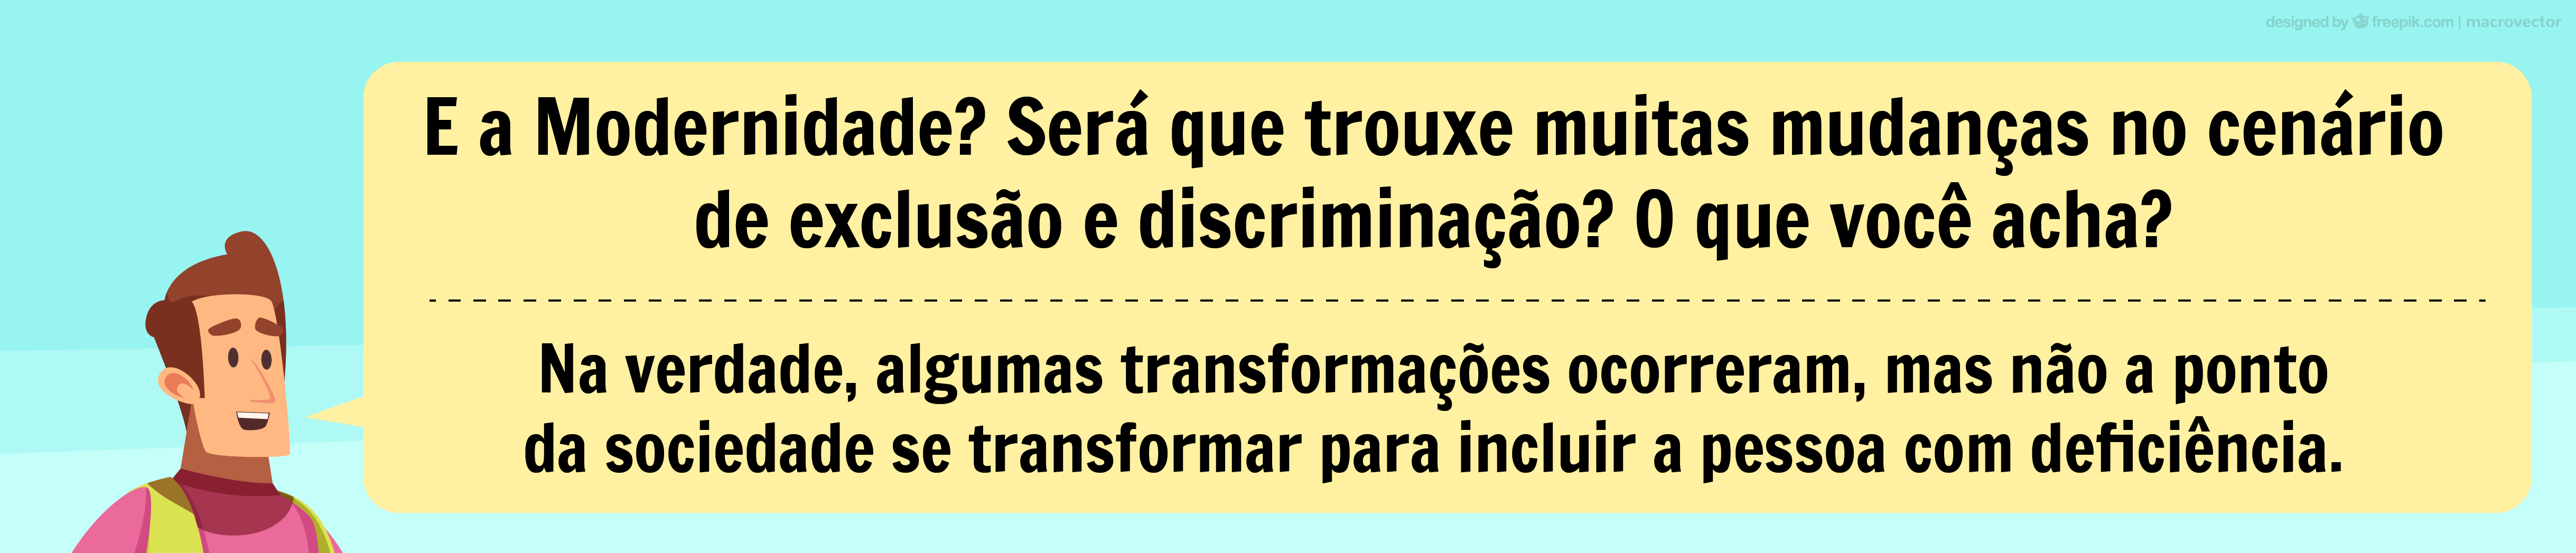 designed by freepik.com | macrovector
E a Modernidade? Será que trouxe muitas mudanças no cenário
de exclusão e discriminação? O que você acha?
Na verdade, algumas transformações ocorreram, mas não a ponto
da sociedade se transformar para incluir a pessoa com deficiência.